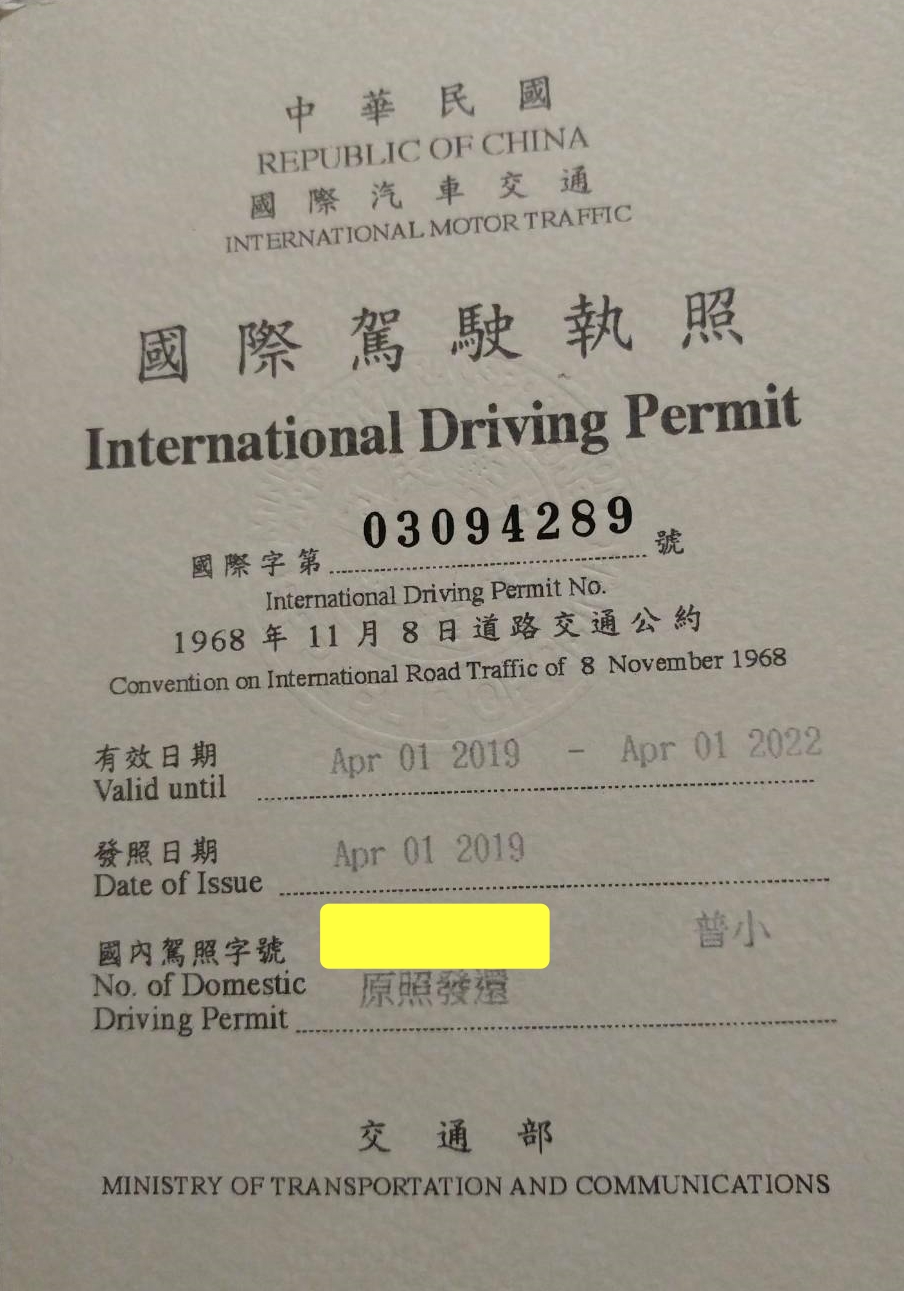 中華民國
REPUBLIC OF CHINA
國際汽車交通
INTERNATIONAL MOTOR TRAFFIC
國際駕駛執照
International Driving Permit
國際字第 03094289 號
International Driving Permit No.
1968 年 11 月 8 日道路交通公約
Convention on International Road Traffic of 8 November 1968
有效日期 Apr 01 2019 - Apr 01 2022
Valid until
發照日期 Apr 01 2019
Date of Issue
國內駕照字號 普小
No. of Domestic 原照發還
Driving Permit
交通部
MINISTRY OF TRANSPORTATION AND COMMUNICATIONS